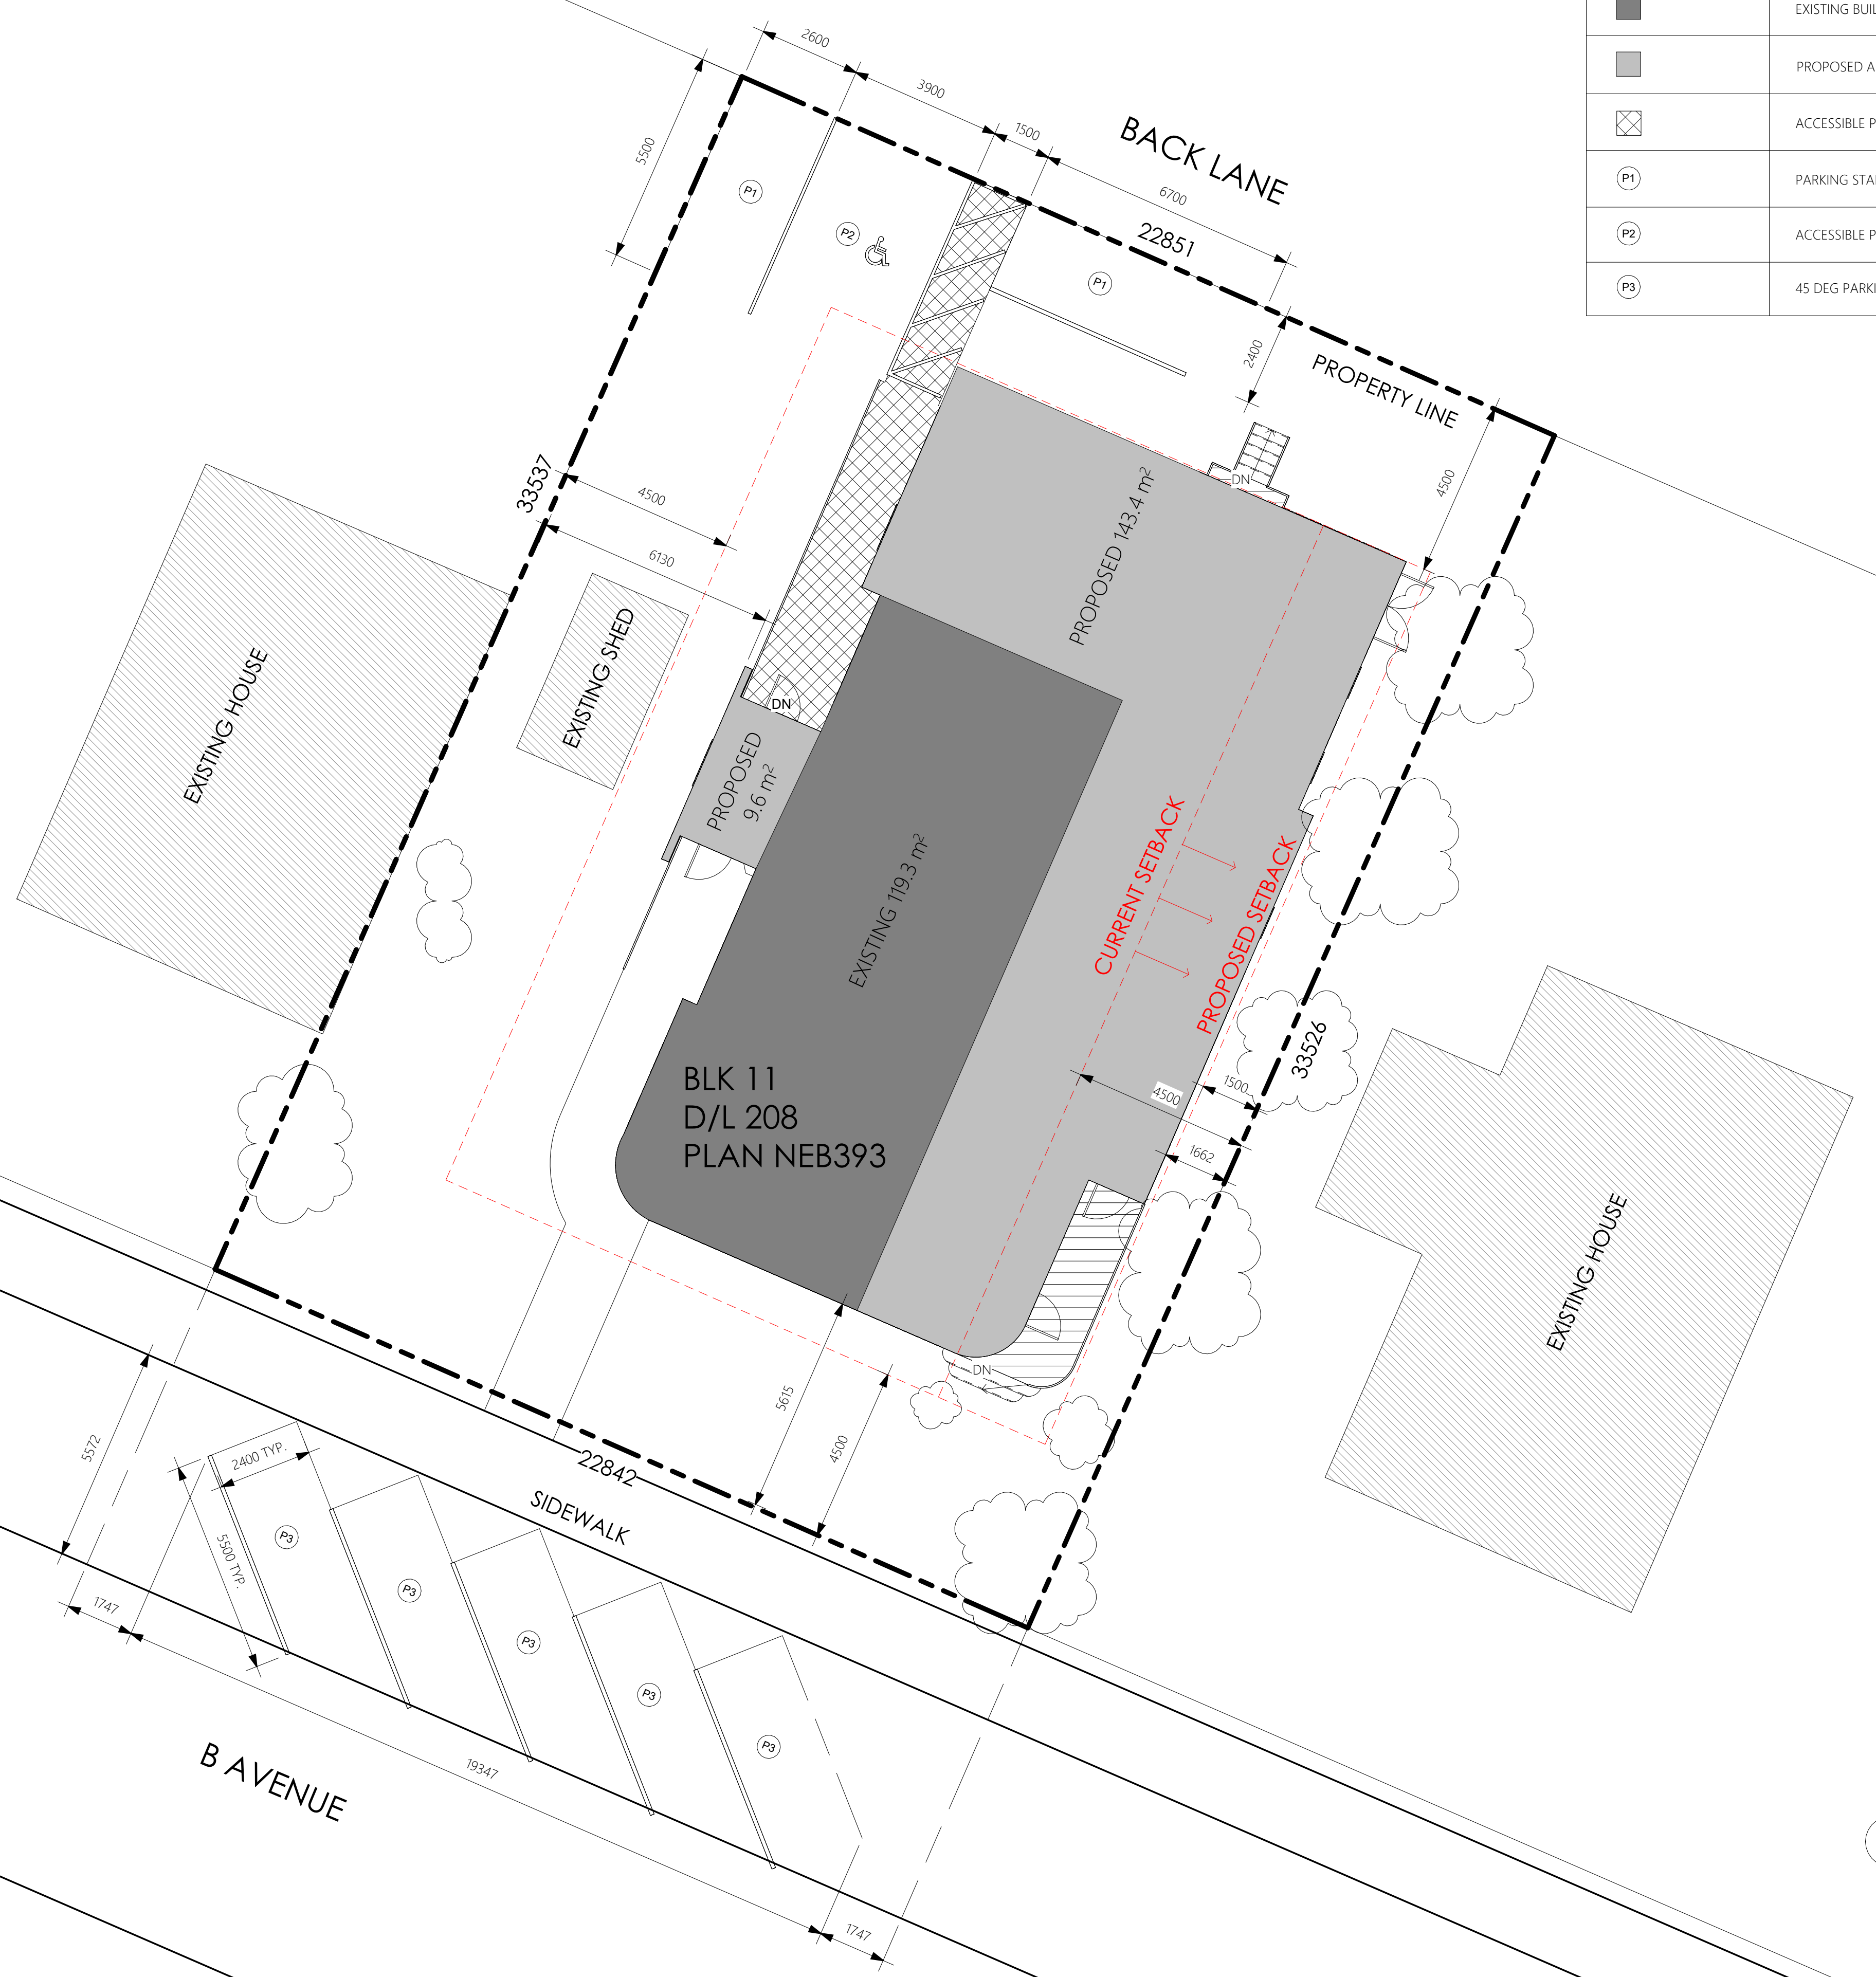 EXISTING BUIL
PROPOSED A
ACCESSIBLE P
P1
PARKING STA
P2
ACCESSIBLE P
P3
45 DEG PARKI
2600
3900
1500
6700
5500
BACK LANE
22851
P1
P2
P1
2400
PROPERTY LINE
4500
33537
4500
6130
DN
PROPOSED 143.4 m²
EXISTING HOUSE
EXISTING SHED
DN
PROPOSED
9.6 m²
EXISTING 119.3 m²
CURRENT SETBACK
PROPOSED SETBACK
33526
1500
4500
1662
BLK 11
D/L 208
PLAN NEB393
EXISTING HOUSE
DN
5615
4500
5572
22842
SIDEWALK
2400 TYP.
5500 TYP.
P3
P3
P3
P3
P3
1747
19347
1747
B AVENUE